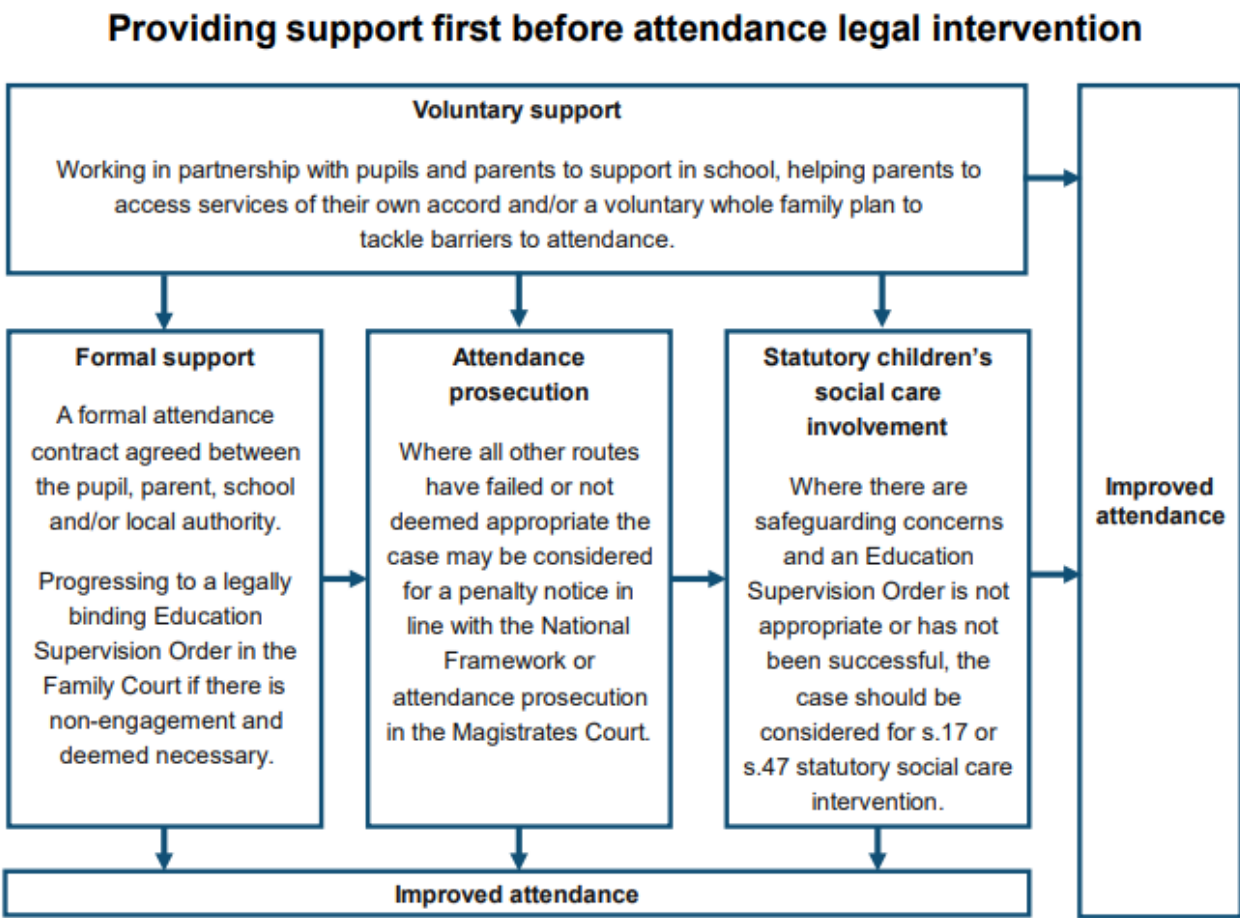 Providing support first before attendance legal intervention
Voluntary support
Working in partnership with pupils and parents to support in school, helping parents to
access services of their own accord and/or a voluntary whole family plan to
tackle barriers to attendance.
Formal support
A formal attendance
contract agreed between
the pupil, parent, school
and/or local authority.
Progressing to a legally
binding Education
Supervision Order in the
Family Court if there is
non-engagement and
deemed necessary.
Attendance
prosecution
Where all other routes
have failed or not
deemed appropriate the
case may be considered
for a penalty notice in
line with the National
Framework or
attendance prosecution
in the Magistrates Court.
Statutory children’s
social care
involvement
Where there are
safeguarding concerns
and an Education
Supervision Order is not
appropriate or has not
been successful, the
case should be
considered for s.17 or
s.47 statutory social care
intervention.
Improved
attendance
Improved attendance